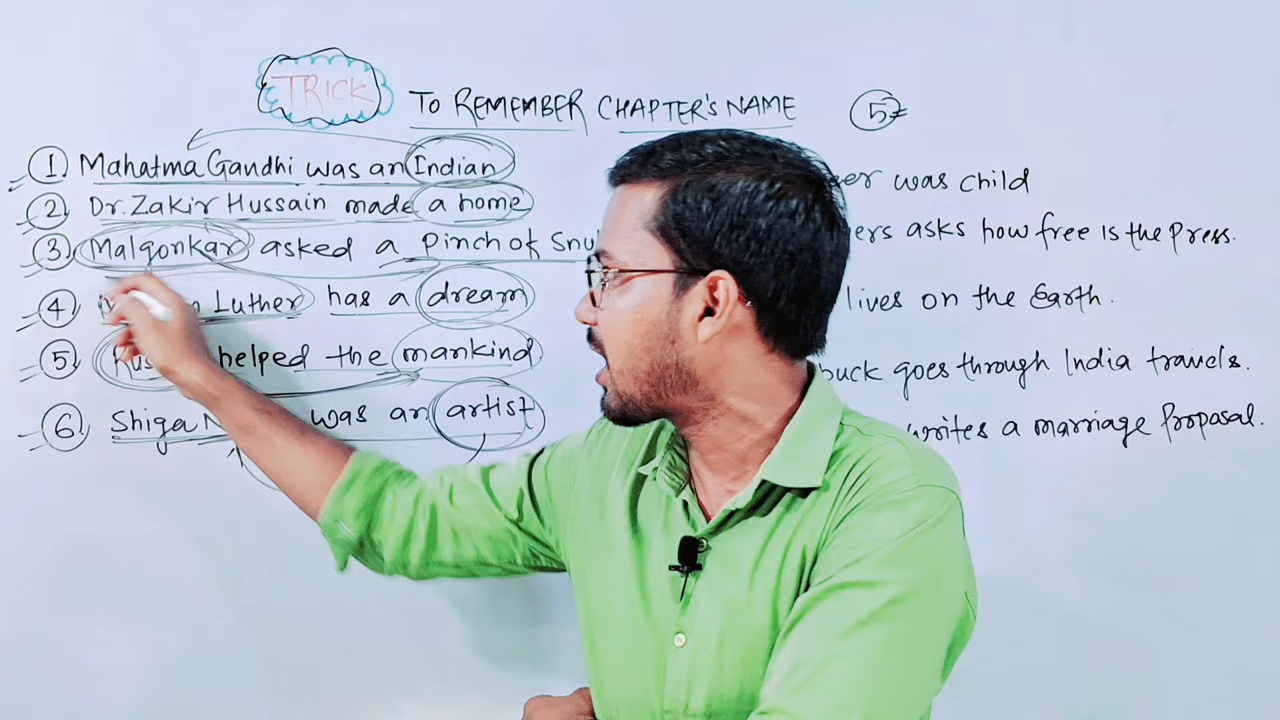 TRICK TO REMEMBER CHAPTER'S NAME 5
1 Mahatma Gandhi was an Indian
2 Dr. Zakir Hussain made a home
3 Malgonkar asked a Pinch of
4 Luther has a dream
5 helped the mankind
6 Shiga was an artist
was child
asks how free is the press.
lives on the Earth.
goes through India travels.
writes a marriage Proposal.